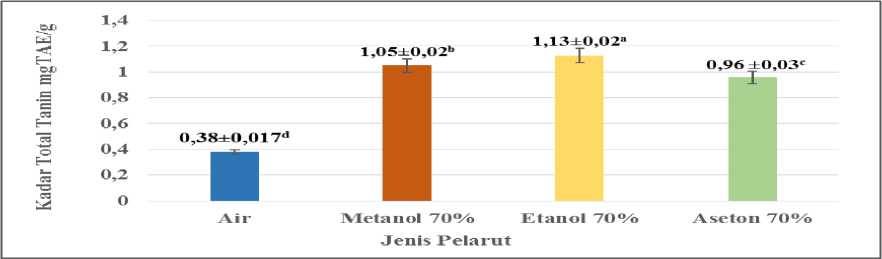 Kadar Total Tanin mgTAE/g
1,4
1,2
1
0,8
0,6
0,4
0,2
0
0,38±0,017ᵈ
1,05±0,02ᵇ
1,13±0,02ᵃ
0,96 ±0,03ᶜ
Air
Metanol 70%
Etanol 70%
Aseton 70%
Jenis Pelarut